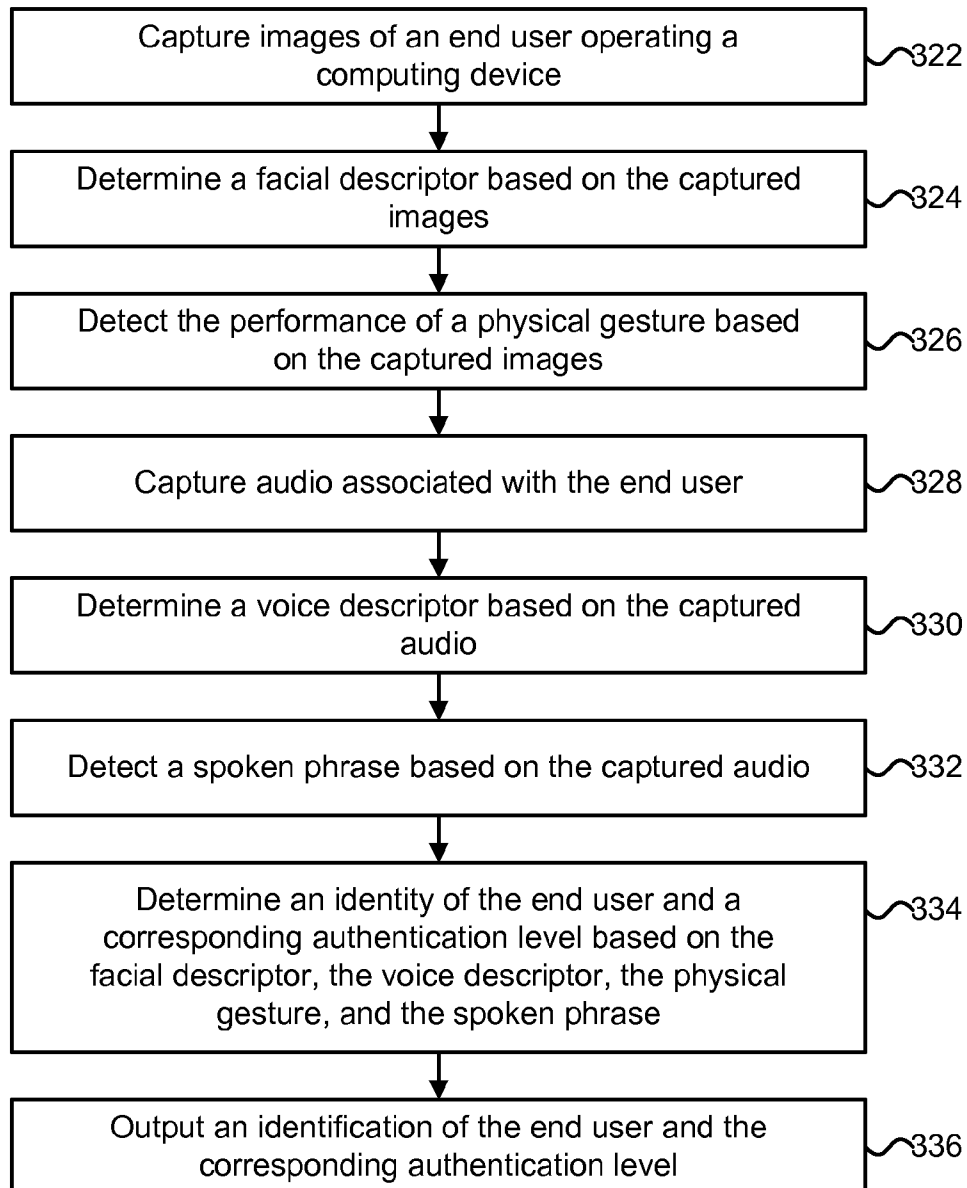 Capture images of an end user operating a
computing device
322
Determine a facial descriptor based on the captured
images
324
Detect the performance of a physical gesture based
on the captured images
326
Capture audio associated with the end user
328
Determine a voice descriptor based on the captured
audio
330
Detect a spoken phrase based on the captured audio
332
Determine an identity of the end user and a
corresponding authentication level based on the
facial descriptor, the voice descriptor, the physical
gesture, and the spoken phrase
334
Output an identification of the end user and the
corresponding authentication level
336